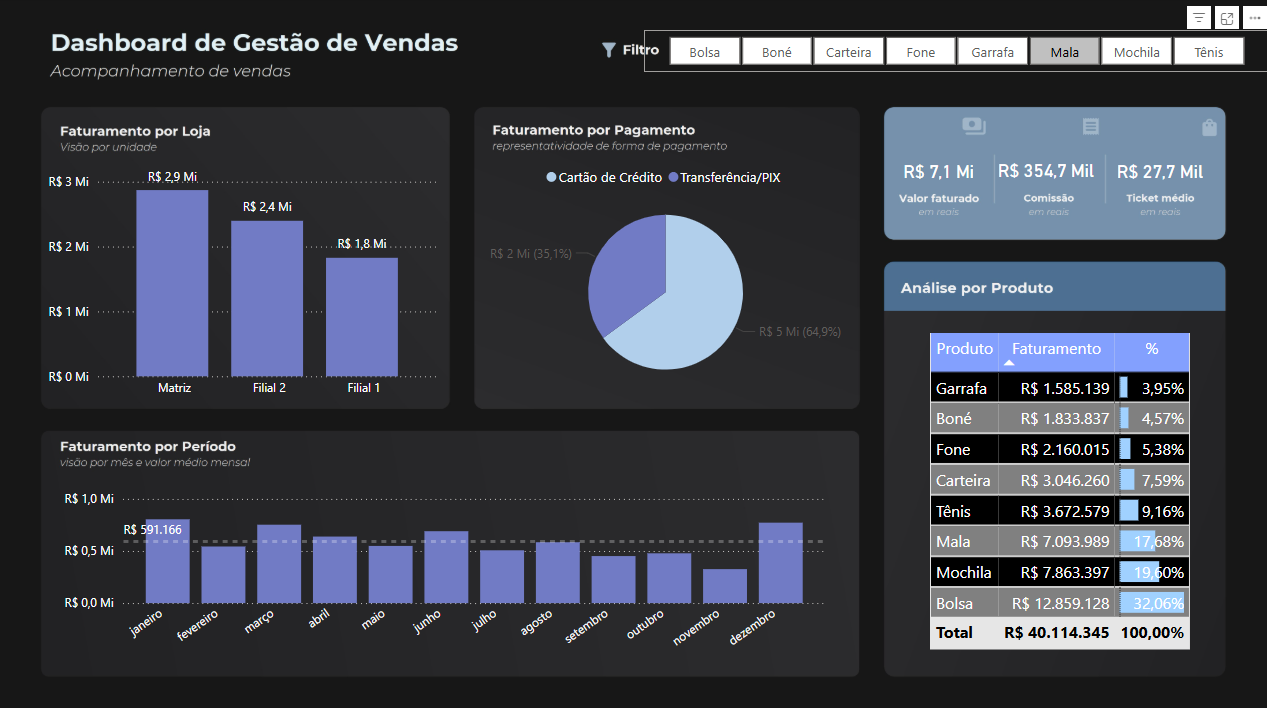 Dashboard de Gestão de Vendas
Acompanhamento de vendas
Filtro
Bolsa
Boné
Carteira
Fone
Garrafa
Mala
Mochila
Tênis
Faturamento por Loja
Visão por unidade
R$ 3 Mi
R$ 2 Mi
R$ 1 Mi
R$ 0 Mi
R$ 2,9 Mi
R$ 2,4 Mi
R$ 1,8 Mi
Matriz
Filial 2
Filial 1
Faturamento por Pagamento
representatividade de forma de pagamento
Cartão de Crédito
Transferência/PIX
R$ 2 Mi (35,1%)
R$ 5 Mi (64,9%)
R$ 7,1 Mi
Valor faturado
em reais
R$ 354,7 Mil
Comissão
em reais
R$ 27,7 Mil
Ticket médio
em reais
Faturamento por Período
visão por mês e valor médio mensal
R$ 1,0 Mi
R$ 0,5 Mi
R$ 0,0 Mi
R$ 591.166
janeiro
fevereiro
março
abril
maio
junho
julho
agosto
setembro
outubro
novembro
dezembro
Análise por Produto
Produto Faturamento %
Garrafa R$ 1.585.139 3,95%
Boné R$ 1.833.837 4,57%
Fone R$ 2.160.015 5,38%
Carteira R$ 3.046.260 7,59%
Tênis R$ 3.672.579 9,16%
Mala R$ 7.093.989 17,68%
Mochila R$ 7.863.397 19,60%
Bolsa R$ 12.859.128 32,06%
Total R$ 40.114.345 100,00%